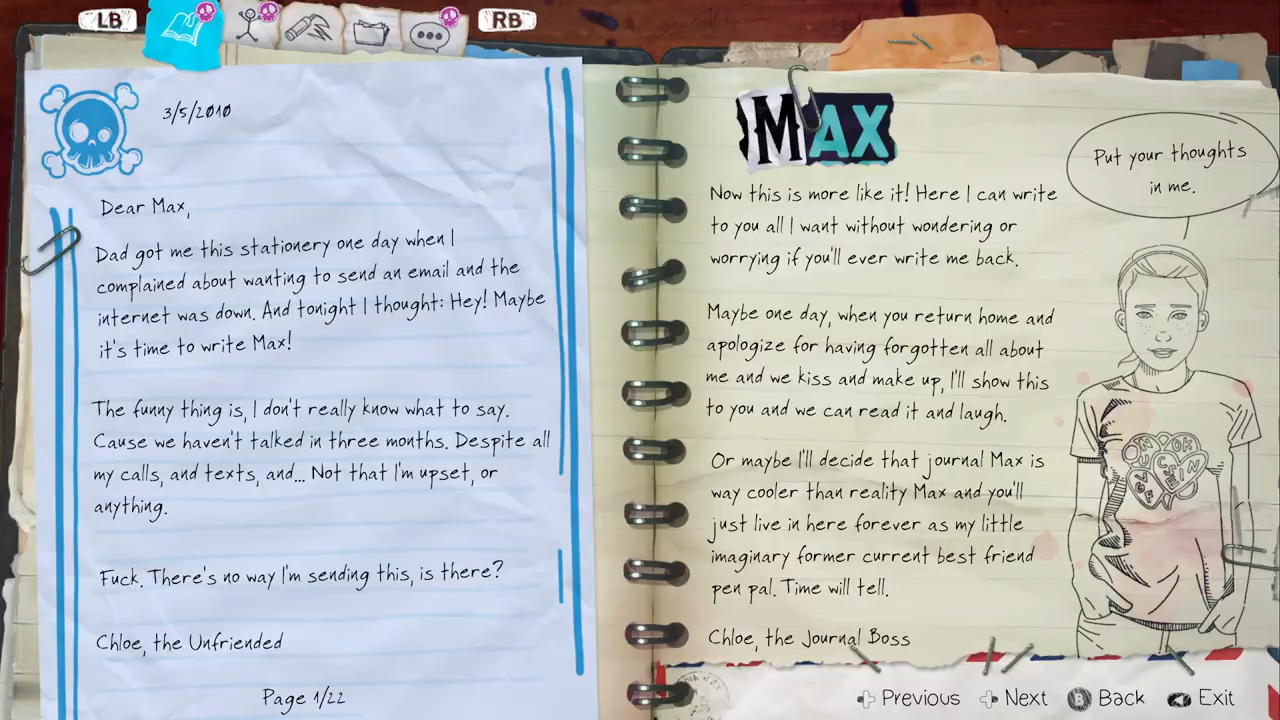 LB
RB
3/5/2010
Dear Max,
Dad got me this stationery one day when I
complained about wanting to send an email and the
internet was down. And tonight I thought: Hey! Maybe
it's time to write Max!
The funny thing is, I don't really know what to say.
Cause we haven't talked in three months. Despite all
my calls, and texts, and... Not that I'm upset, or
anything.
Fuck. There's no way I'm sending this, is there?
Chloe, the Unfriended
Page 1/22
MAX
Put your thoughts
in me.
Now this is more like it! Here I can write
to you all I want without wondering or
worrying if you'll ever write me back.
Maybe one day, when you return home and
apologize for having forgotten all about
me and we kiss and make up, I'll show this
to you and we can read it and laugh.
Or maybe I'll decide that journal Max is
way cooler than reality Max and you'll
just live in here forever as my little
imaginary former current best friend
pen pal. Time will tell.
Chloe, the Journal Boss
Previous
Next
B Back
Exit